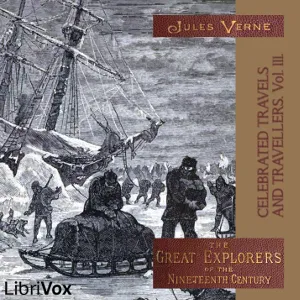 JULES VERNE
CELEBRATED TRAVELS
AND TRAVELLERS. Vol III.
THE
GREAT EXPLORERS
OF THE
NINETEENTH CENTURY
LibriVox